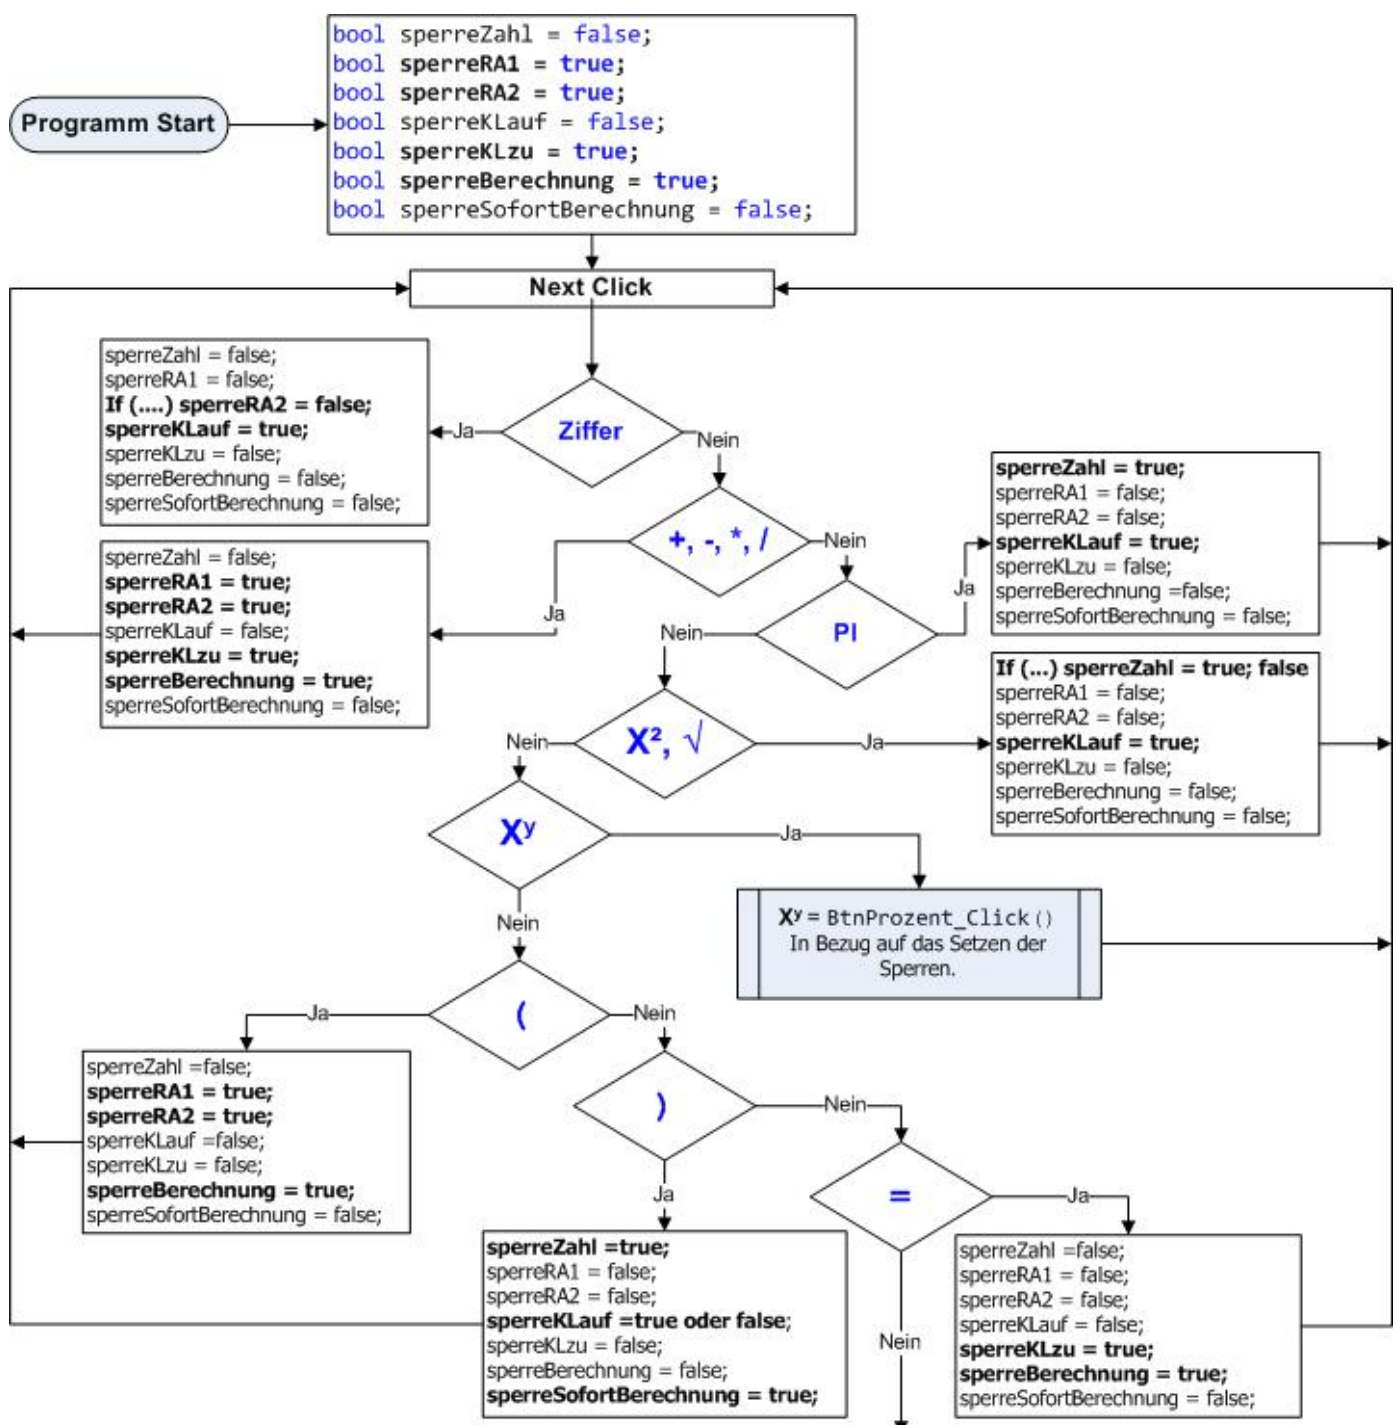 bool sperreZahl = false;
bool sperreRA1 = true;
bool sperreRA2 = true;
bool sperreKLauf = false;
bool sperreKLzu = true;
bool sperreBerechnung = true;
bool sperreSofortBerechnung = false;
Programm Start
Next Click
sperreZahl = false;
sperreRA1 = false;
If (....) sperreRA2 = false;
sperreKLauf = true;
sperreKLzu = false;
sperreBerechnung = false;
sperreSofortBerechnung = false;
Ja
Ziffer
Nein
+, -, *, /
Nein
Ja
sperreZahl = false;
sperreRA1 = true;
sperreRA2 = true;
sperreKLauf = false;
sperreKLzu = true;
sperreBerechnung = true;
sperreSofortBerechnung = false;
PI
Ja
sperreZahl = true;
sperreRA1 = false;
sperreRA2 = false;
sperreKLauf = true;
sperreKLzu = false;
sperreBerechnung =false;
sperreSofortBerechnung = false;
Nein
X², √
Ja
If (...) sperreZahl = true; false
sperreRA1 = false;
sperreRA2 = false;
sperreKLauf = true;
sperreKLzu = false;
sperreBerechnung = false;
sperreSofortBerechnung = false;
Nein
Xʸ
Ja
Xʸ = BtnProzent_Click()
In Bezug auf das Setzen der
Sperren.
Nein
(
Ja
sperreZahl =false;
sperreRA1 = true;
sperreRA2 = true;
sperreKLauf =false;
sperreKLzu = false;
sperreBerechnung = true;
sperreSofortBerechnung = false;
Nein
)
Ja
sperreZahl =true;
sperreRA1 = false;
sperreRA2 = false;
sperreKLauf =true oder false;
sperreKLzu = false;
sperreBerechnung = false;
sperreSofortBerechnung = true;
Nein
=
Ja
sperreZahl =false;
sperreRA1 = false;
sperreRA2 = false;
sperreKLauf = false;
sperreKLzu = true;
sperreBerechnung = true;
sperreSofortBerechnung = false;
Nein